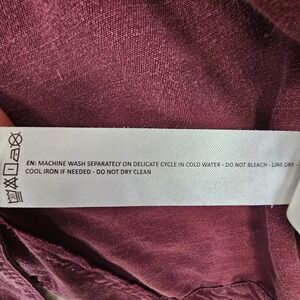 EN: MACHINE WASH SEPARATELY ON DELICATE CYCLE IN COLD WATER - DO NOT BLEACH - LINE DRY -
COOL IRON IF NEEDED - DO NOT DRY CLEAN